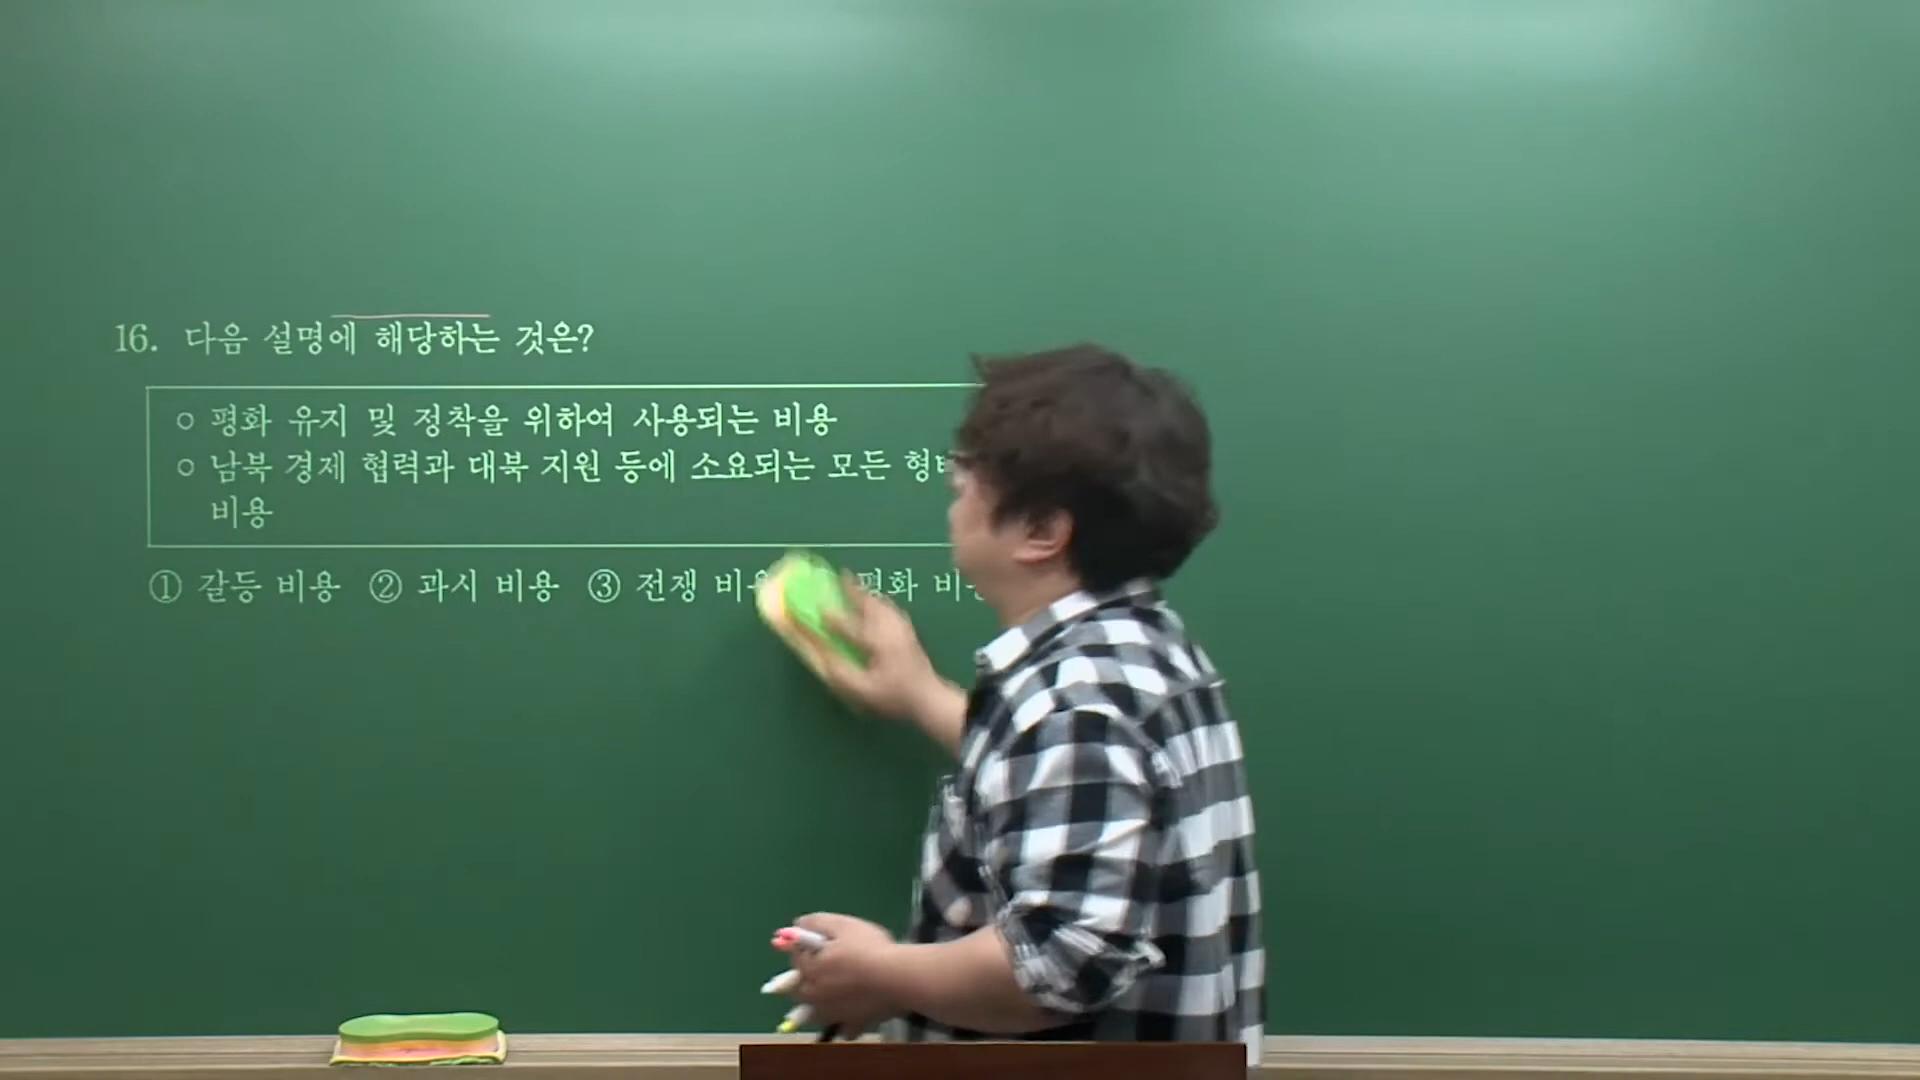 16. 다음 설명에 해당하는 것은?
○ 평화 유지 및 정착을 위하여 사용되는 비용
○ 남북 경제 협력과 대북 지원 등에 소요되는 모든
비용
① 갈등 비용 ② 과시 비용 ③ 전쟁 비용 평화